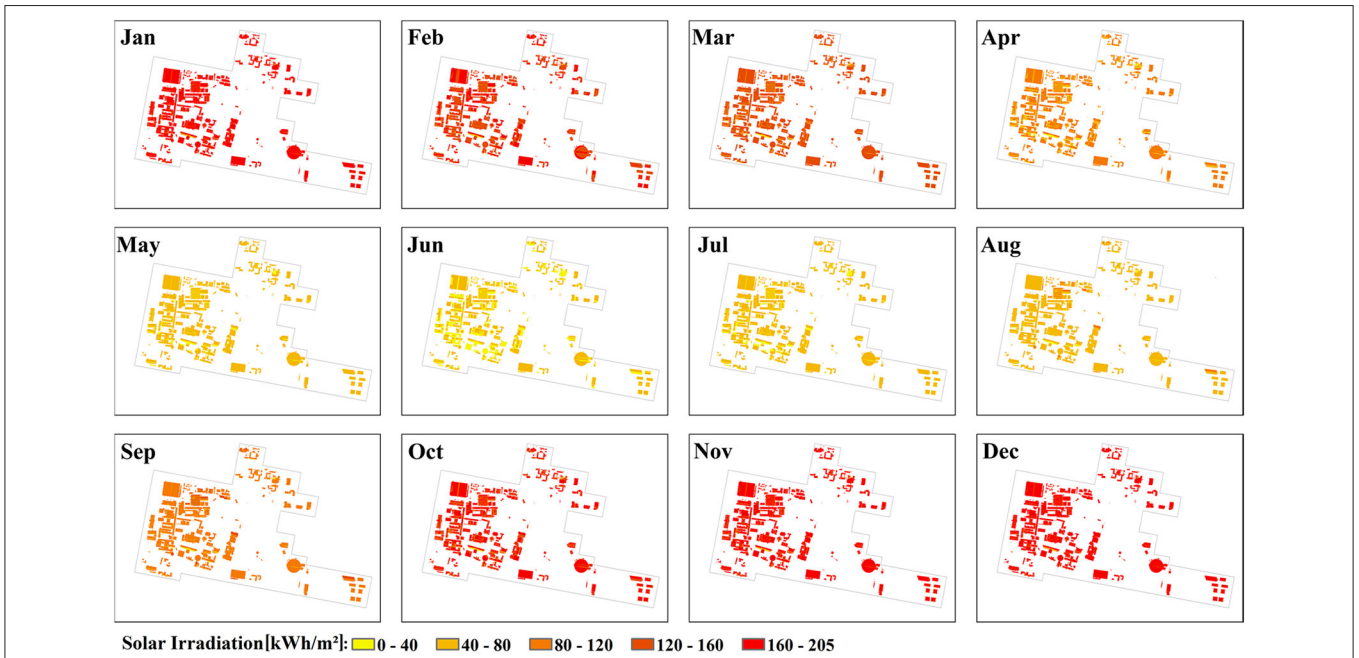 Jan Feb Mar Apr
May Jun Jul Aug
Sep Oct Nov Dec
Solar Irradiation[kWh/m²]: 0 - 40 40 - 80 80 - 120 120 - 160 160 - 205